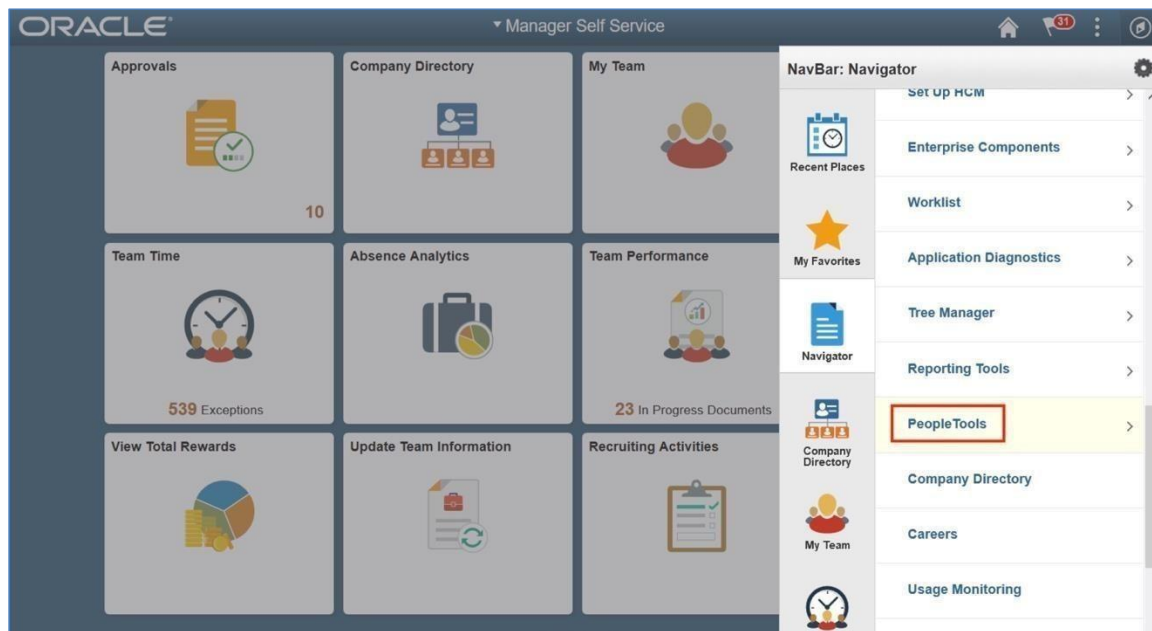 ORACLE
Manager Self Service
31
Approvals
10
Company Directory
My Team
Team Time
539 Exceptions
Absence Analytics
Team Performance
23 In Progress Documents
View Total Rewards
Update Team Information
Recruiting Activities
NavBar: Navigator
Recent Places
My Favorites
Navigator
Company
Directory
My Team
Set Up HCM
Enterprise Components
Worklist
Application Diagnostics
Tree Manager
Reporting Tools
PeopleTools
Company Directory
Careers
Usage Monitoring